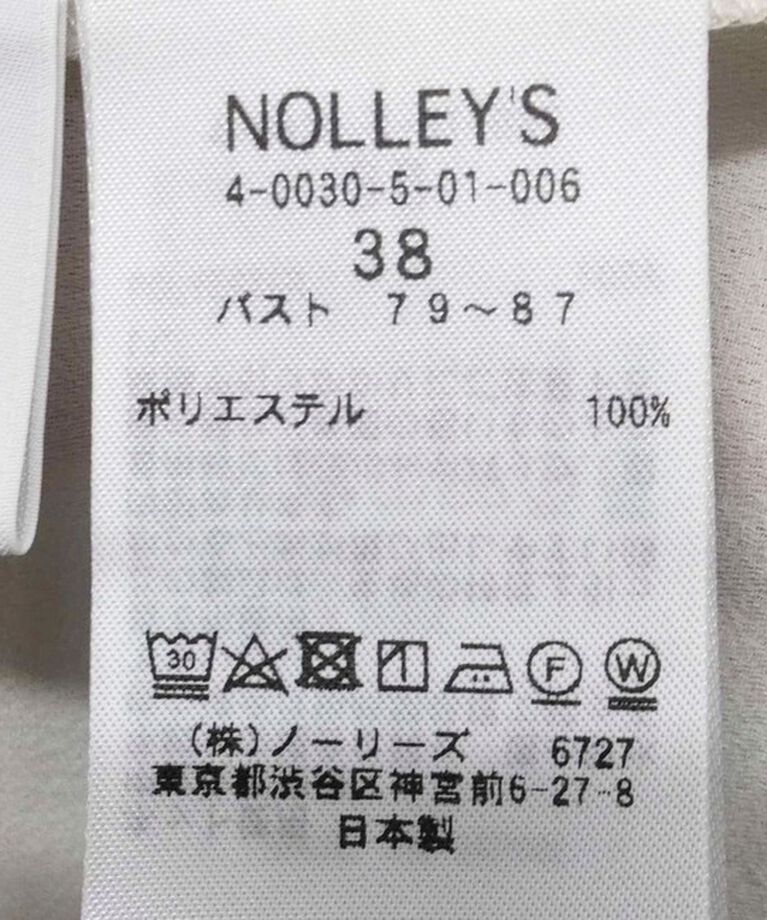 NOLLEY'S
4-0030-5-01-006
38
バスト 79～87
ポリエステル 100%
30 F W
(株)ノーリーズ 6727
東京都渋谷区神宮前6-27-8
日本製